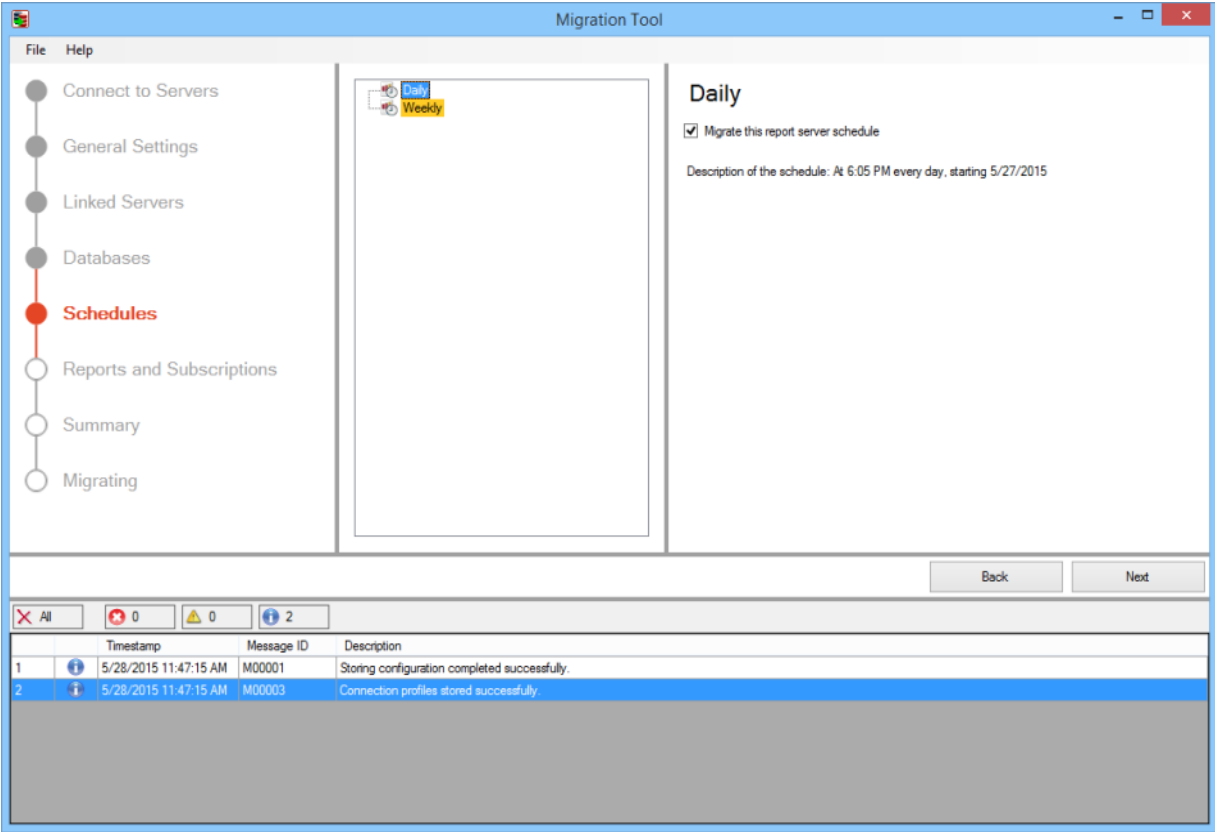 Migration Tool
File Help
Connect to Servers
General Settings
Linked Servers
Databases
Schedules
Reports and Subscriptions
Summary
Migrating
Daily
Weekly
Daily
Migrate this report server schedule
Description of the schedule: At 6:05 PM every day, starting 5/27/2015
Back Next
All 0 0 2
Timestamp Message ID Description
1 5/28/2015 11:47:15 AM M00001 Storing configuration completed successfully.
2 5/28/2015 11:47:15 AM M00003 Connection profiles stored successfully.